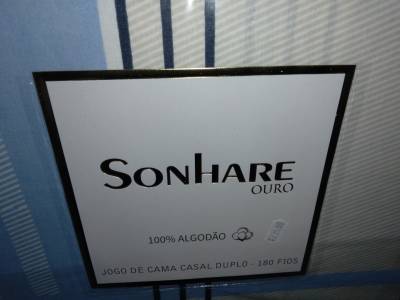 SONHARE
OURO
100% ALGODÃO
JOGO DE CAMA CASAL DUPLO - 180 FIOS